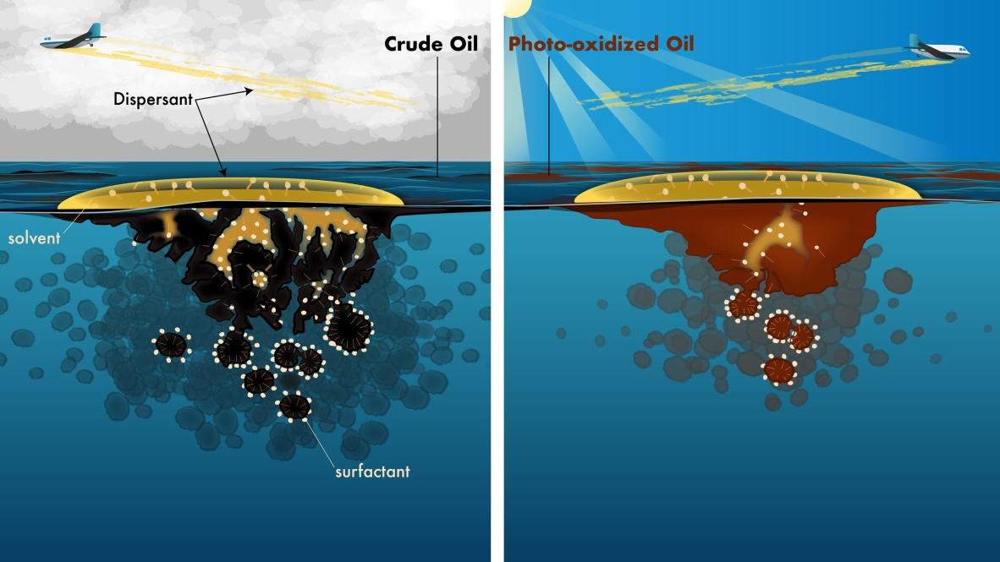 Crude Oil
Photo-oxidized Oil
Dispersant
solvent
surfactant